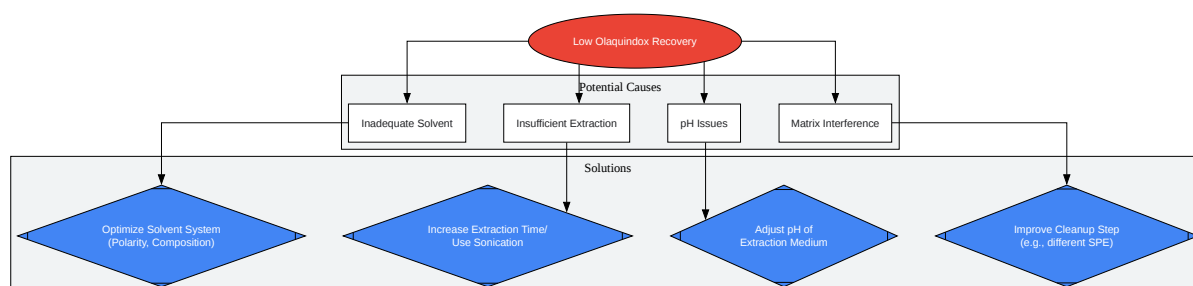 Low Olaquindox Recovery
Potential Causes
Inadequate Solvent
Insufficient Extraction
pH Issues
Matrix Interference
Solutions
Optimize Solvent System
(Polarity, Composition)
Increase Extraction Time/
Use Sonication
Adjust pH of
Extraction Medium
Improve Cleanup Step
(e.g., different SPE)